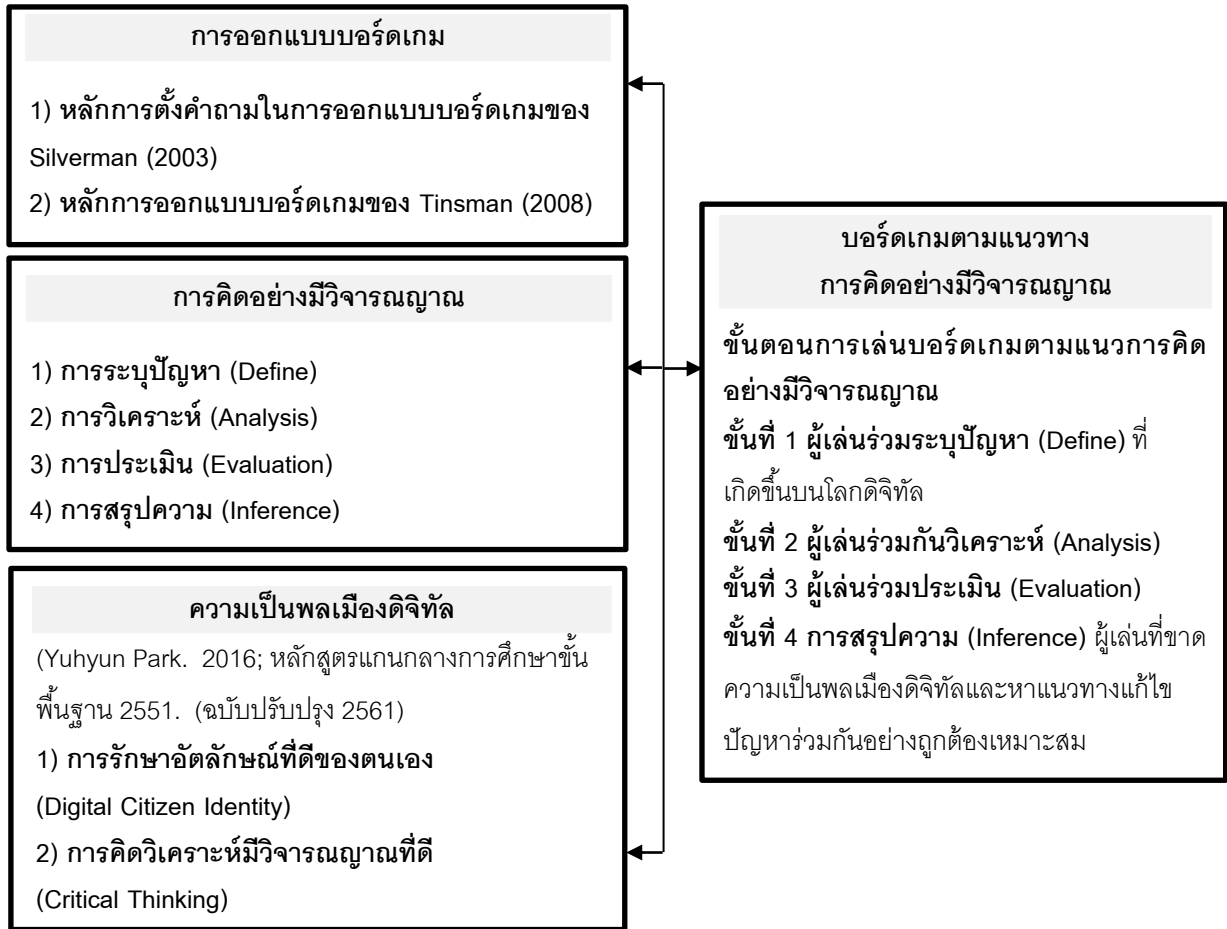 การออกแบบบอร์ดเกม
1) หลักการตั้งคำถามในการออกแบบบอร์ดเกมของ
Silverman (2003)
2) หลักการออกแบบบอร์ดเกมของ Tinsman (2008)
การคิดอย่างมีวิจารณญาณ
1) การระบุปัญหา (Define)
2) การวิเคราะห์ (Analysis)
3) การประเมิน (Evaluation)
4) การสรุปความ (Inference)
ความเป็นพลเมืองดิจิทัล
(Yuhyun Park. 2016; หลักสูตรแกนกลางการศึกษาขั้น
พื้นฐาน 2551. (ฉบับปรับปรุง 2561)
1) การรักษาอัตลักษณ์ที่ดีของตนเอง
(Digital Citizen Identity)
2) การคิดวิเคราะห์มีวิจารณญาณที่ดี
(Critical Thinking)
บอร์ดเกมตามแนวทาง
การคิดอย่างมีวิจารณญาณ
ขั้นตอนการเล่นบอร์ดเกมตามแนวการคิด
อย่างมีวิจารณญาณ
ขั้นที่ 1 ผู้เล่นร่วมระบุปัญหา (Define) ที่
เกิดขึ้นบนโลกดิจิทัล
ขั้นที่ 2 ผู้เล่นร่วมกันวิเคราะห์ (Analysis)
ขั้นที่ 3 ผู้เล่นร่วมประเมิน (Evaluation)
ขั้นที่ 4 การสรุปความ (Inference) ผู้เล่นที่ขาด
ความเป็นพลเมืองดิจิทัลและหาแนวทางแก้ไข
ปัญหาร่วมกันอย่างถูกต้องเหมาะสม